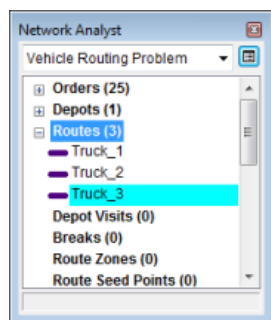 Network Analyst
Vehicle Routing Problem
Orders (25)
Depots (1)
Routes (3)
Truck_1
Truck_2
Truck_3
Depot Visits (0)
Breaks (0)
Route Zones (0)
Route Seed Points (0)